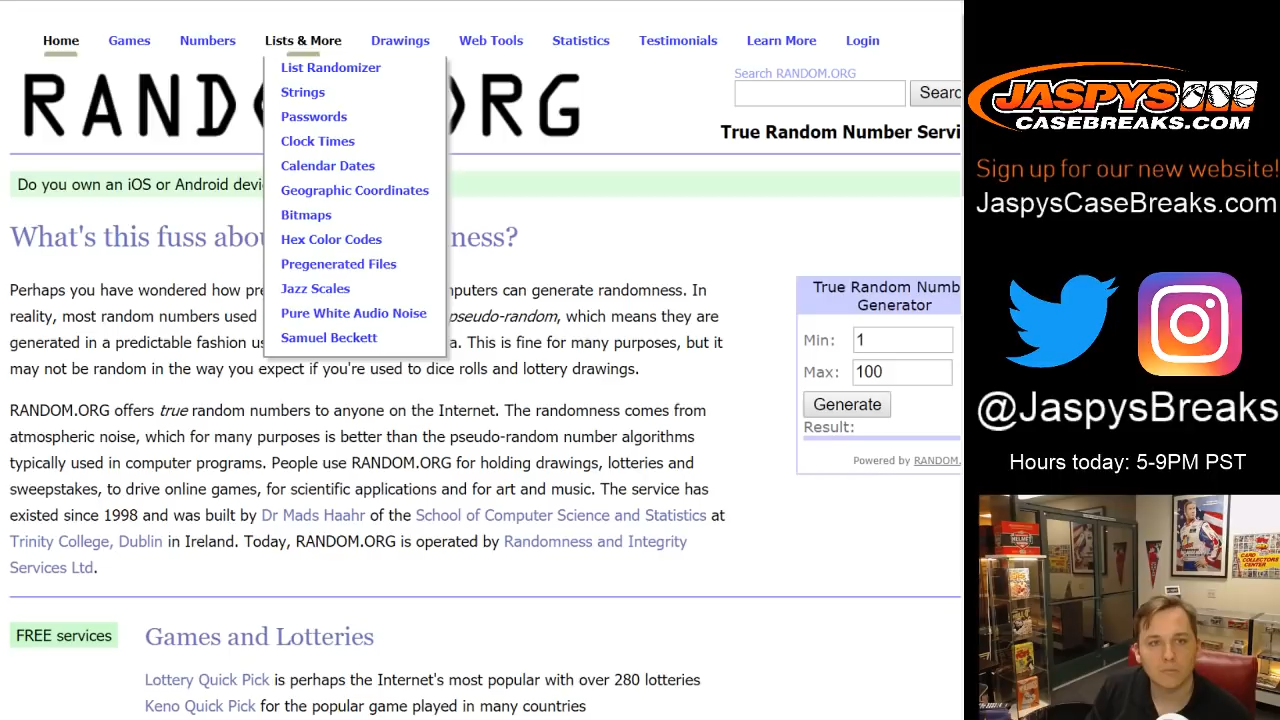 Home Games Numbers Lists & More Drawings Web Tools Statistics Testimonials Learn More Login
List Randomizer
Strings
Passwords
Clock Times
Calendar Dates
Geographic Coordinates
Bitmaps
Hex Color Codes
Pregenerated Files
Jazz Scales
Pure White Audio Noise
Samuel Beckett
RAND ORG
Search RANDOM.ORG
Searc
True Random Number Servi
Do you own an iOS or Android devi
What's this fuss abou ness?
Perhaps you have wondered how pre mputers can generate randomness. In
reality, most random numbers used pseudo-random, which means they are
generated in a predictable fashion us a. This is fine for many purposes, but it
may not be random in the way you expect if you're used to dice rolls and lottery drawings.
RANDOM.ORG offers true random numbers to anyone on the Internet. The randomness comes from
atmospheric noise, which for many purposes is better than the pseudo-random number algorithms
typically used in computer programs. People use RANDOM.ORG for holding drawings, lotteries and
sweepstakes, to drive online games, for scientific applications and for art and music. The service has
existed since 1998 and was built by Dr Mads Haahr of the School of Computer Science and Statistics at
Trinity College, Dublin in Ireland. Today, RANDOM.ORG is operated by Randomness and Integrity
Services Ltd.
True Random Numb
Generator
Min: 1
Max: 100
Generate
Result:
Powered by RANDOM.
FREE services
Games and Lotteries
Lottery Quick Pick is perhaps the Internet's most popular with over 280 lotteries
Keno Quick Pick for the popular game played in many countries
JASPYS
CASEBREAKS.COM
Sign up for our new website!
JaspysCaseBreaks.com
@JaspysBreaks
Hours today: 5-9PM PST
HELMET
CARD
COLLECTORS
CENTER